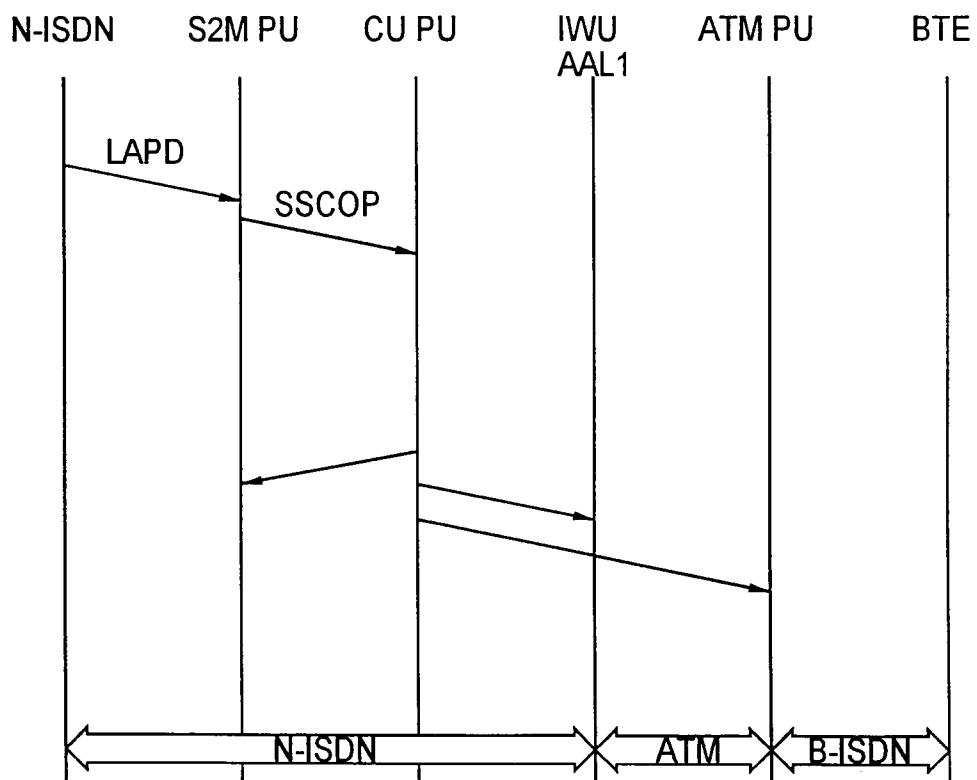 N-ISDN S2M PU CU PU IWU ATM PU BTE
AAL1
LAPD
SSCOP
N-ISDN ATM B-ISDN